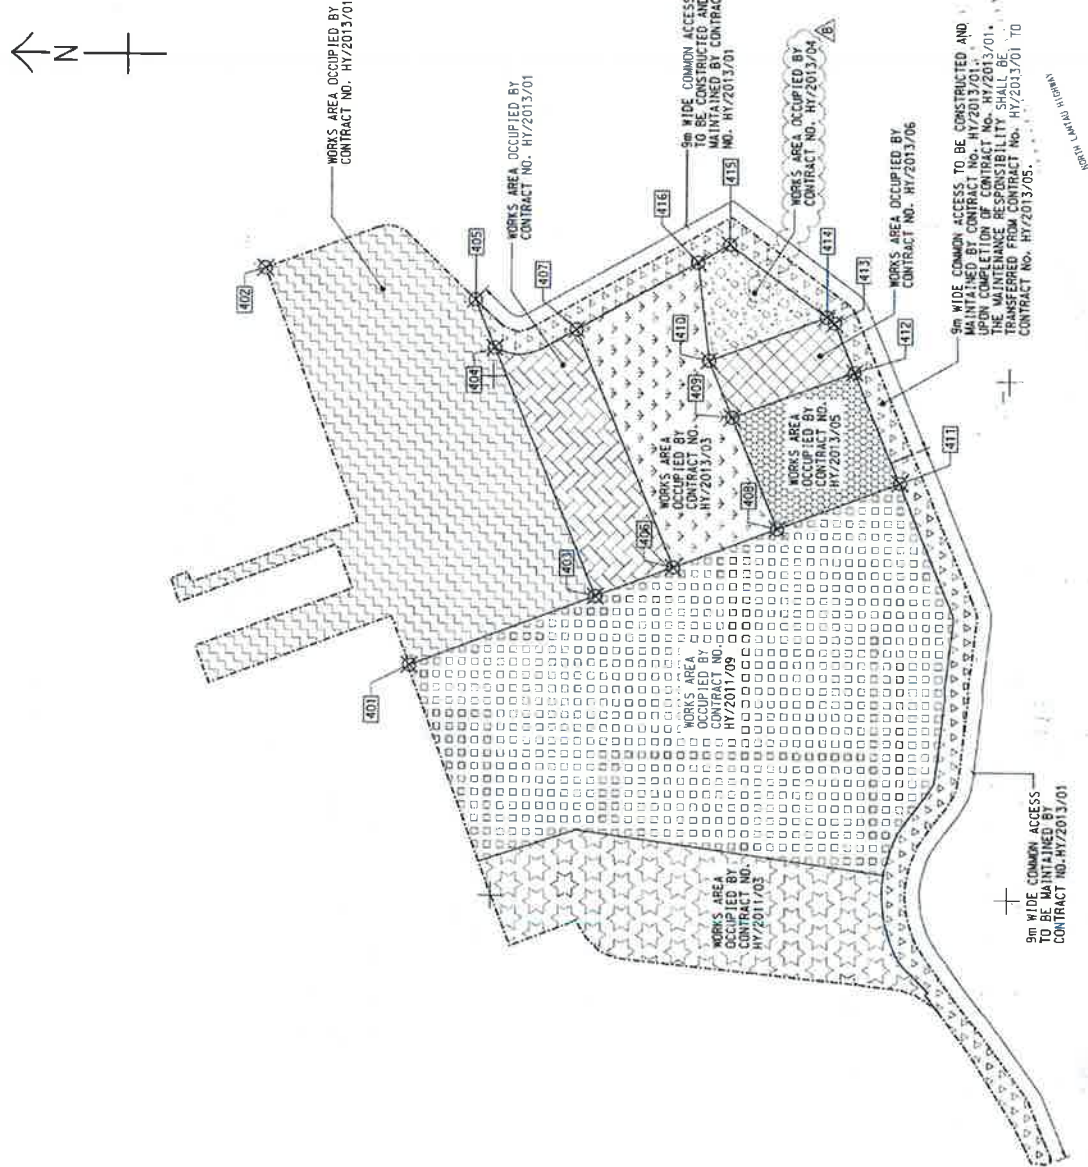 N
WORKS AREA OCCUPIED BY
CONTRACT NO. HY/2013/01
402
WORKS AREA OCCUPIED BY
CONTRACT NO. HY/2013/01
405
404
407
9m WIDE COMMON ACCESS
TO BE CONSTRUCTED AND
MAINTAINED BY CONTRAC
NO. HY/2013/01
416
415
WORKS AREA OCCUPIED BY
CONTRACT NO. HY/2013/04
B
414
413
WORKS AREA OCCUPIED BY
CONTRACT NO. HY/2013/06
412
410
409
WORKS AREA
OCCUPIED BY
CONTRACT NO.
HY/2013/03
WORKS AREA
OCCUPIED BY
CONTRACT NO.
HY/2013/05
408
406
403
411
9m WIDE COMMON ACCESS TO BE CONSTRUCTED AND
MAINTAINED BY CONTRACT No. HY/2013/01.
UPON COMPLETION OF CONTRACT No. HY/2013/01,
THE MAINTENANCE RESPONSIBILITY SHALL BE
TRANSFERRED FROM CONTRACT No. HY/2013/01 TO
CONTRACT No. HY/2013/05.
NORTH LANTAU HIGHWAY
401
WORKS AREA
OCCUPIED BY
CONTRACT NO.
HY/2011/09
WORKS AREA
OCCUPIED BY
CONTRACT NO.
HY/2011/03
9m WIDE COMMON ACCESS
TO BE MAINTAINED BY
CONTRACT NO.HY/2013/01